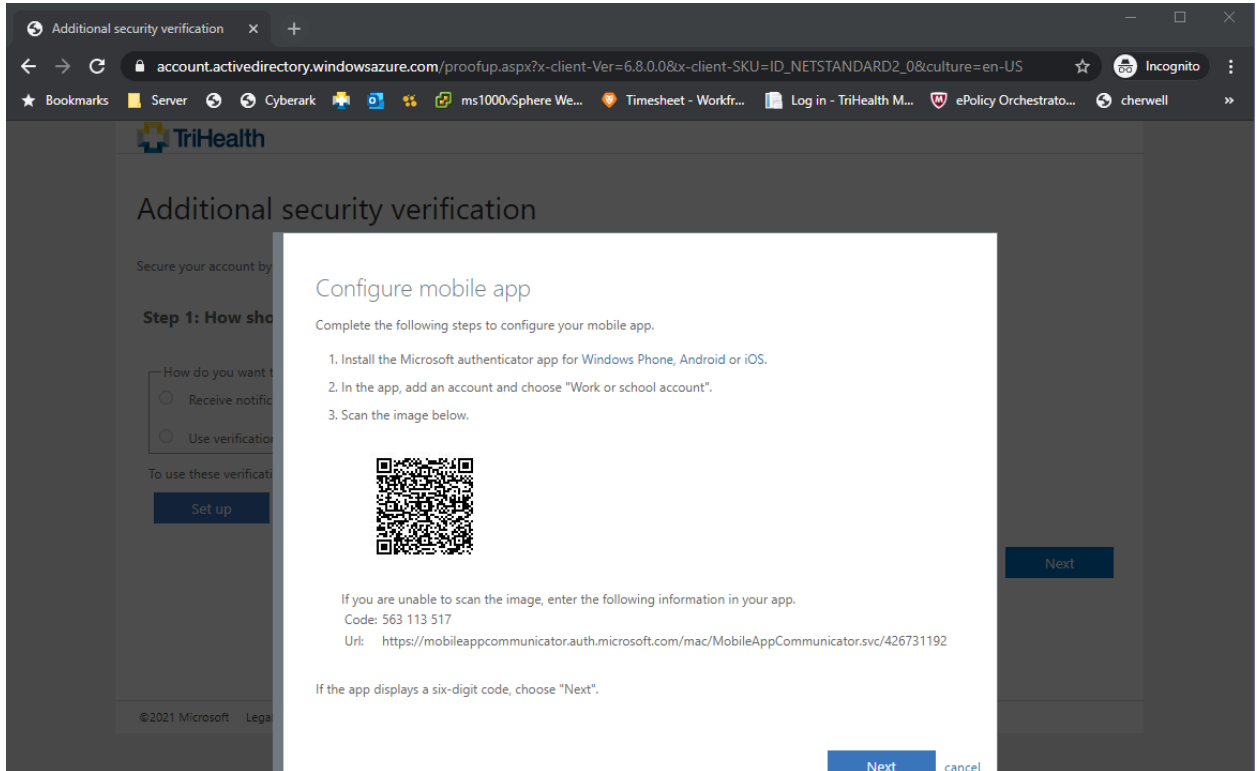 Additional security verification
account.activedirectory.windowsazure.com/proofup.aspx?x-client-Ver=6.8.0.0&x-client-SKU=ID_NETSTANDARD2_0&culture=en-US
Incognito
Bookmarks Server Cyberark ms1000vSphere We... Timesheet - Workfr... Log in - TriHealth M... ePolicy Orchestrato... cherwell »
TriHealth
Additional security verification
Secure your account by
Step 1: How sho
How do you want t
Receive notific
Use verification
To use these verificati
Set up
Next
©2021 Microsoft Lega
Configure mobile app
Complete the following steps to configure your mobile app.
1. Install the Microsoft authenticator app for Windows Phone, Android or iOS.
2. In the app, add an account and choose "Work or school account".
3. Scan the image below.
If you are unable to scan the image, enter the following information in your app.
Code: 563 113 517
Url: https://mobileappcommunicator.auth.microsoft.com/mac/MobileAppCommunicator.svc/426731192
If the app displays a six-digit code, choose "Next".
Next cancel